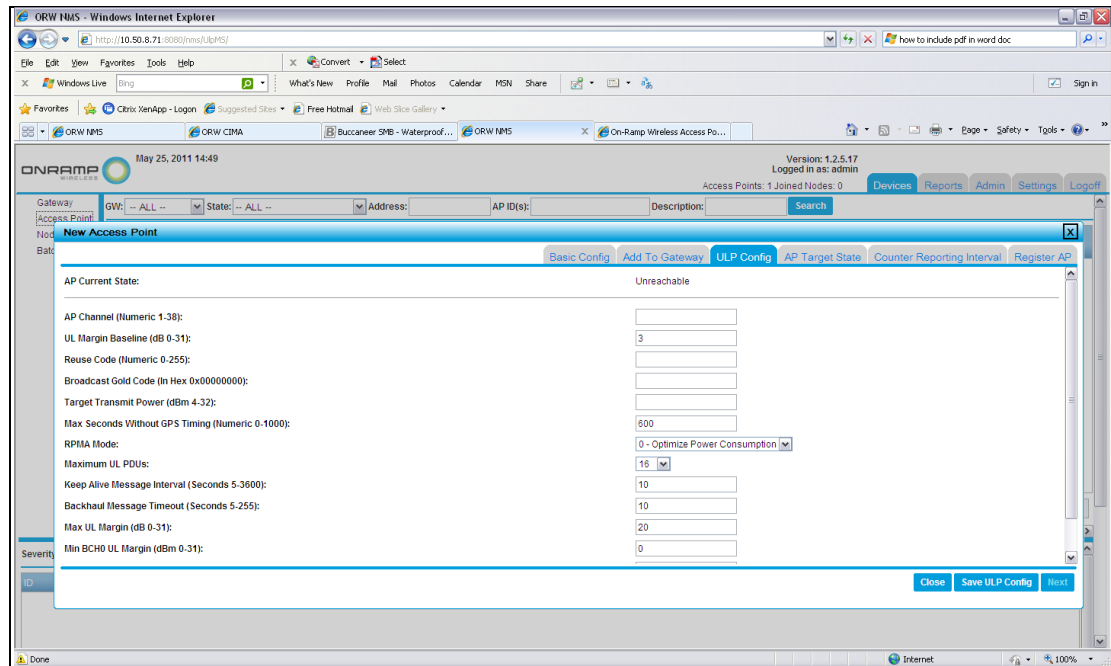 ORW NMS - Windows Internet Explorer
http://10.50.8.71:8080/nms/UlpMS/
how to include pdf in word doc
File Edit View Favorites Tools Help
x Convert Select
x Windows Live Bing What's New Profile Mail Photos Calendar MSN Share Sign in
Favorites Citrix XenApp - Logon Suggested Sites Free Hotmail Web Slice Gallery
ORW NMS ORW CIMA Buccaneer SMB - Waterproof... ORW NMS x On-Ramp Wireless Access Po... Page Safety Tools »
ONRAMP WIRELESS
May 25, 2011 14:49
Version: 1.2.5.17
Logged in as: admin
Access Points: 1 Joined Nodes: 0
Devices Reports Admin Settings Logoff
Gateway
Access Point
Nod
Batc
GW: -- ALL -- State: -- ALL -- Address: AP ID(s): Description: Search
New Access Point X
Basic Config Add To Gateway ULP Config AP Target State Counter Reporting Interval Register AP
AP Current State: Unreachable
AP Channel (Numeric 1-38):
UL Margin Baseline (dB 0-31): 3
Reuse Code (Numeric 0-255):
Broadcast Gold Code (In Hex 0x00000000):
Target Transmit Power (dBm 4-32):
Max Seconds Without GPS Timing (Numeric 0-1000): 600
RPMA Mode: 0 - Optimize Power Consumption
Maximum UL PDUs: 16
Keep Alive Message Interval (Seconds 5-3600): 10
Backhaul Message Timeout (Seconds 5-255): 10
Max UL Margin (dB 0-31): 20
Min BCH0 UL Margin (dBm 0-31): 0
Severity
ID
Close Save ULP Config Next
Done Internet 100%